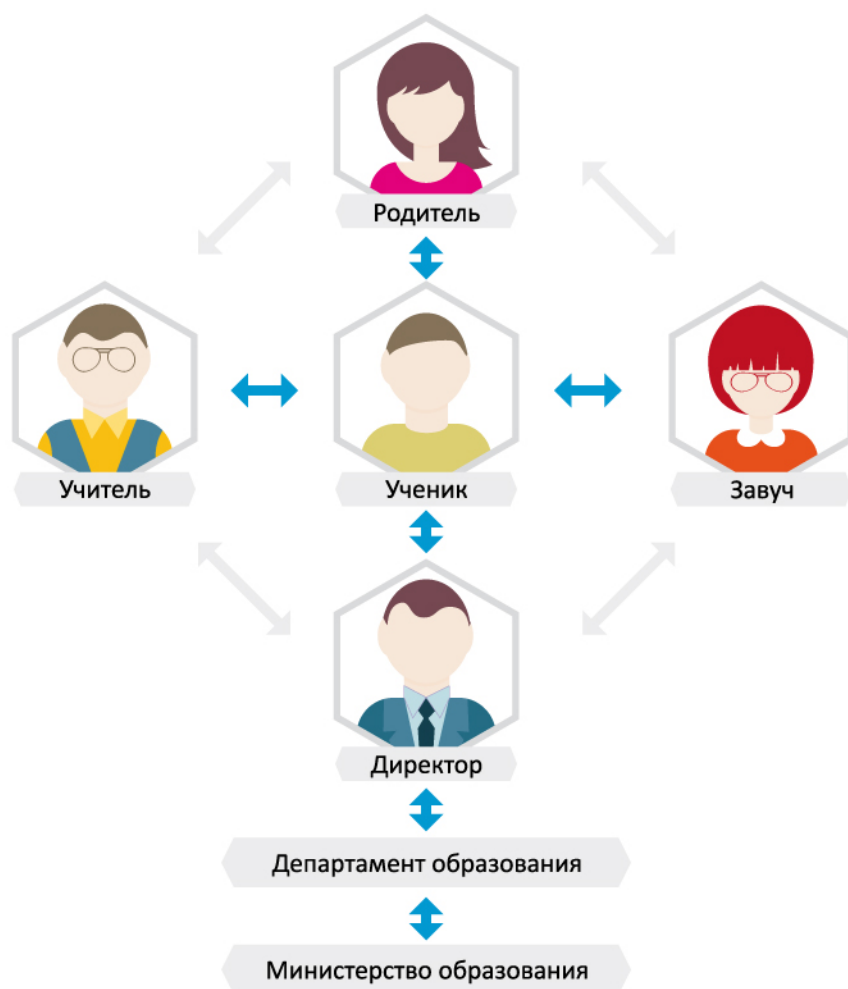 Родитель
Учитель
Ученик
Завуч
Директор
Департамент образования
Министерство образования